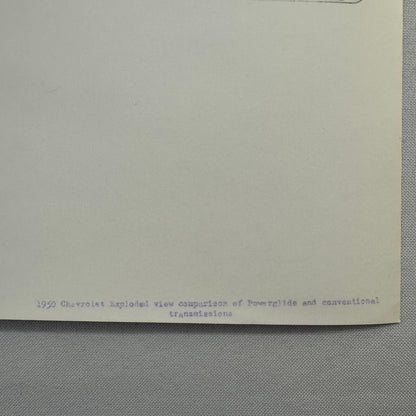 1950 Chevrolet Exploded view comparison of Powerglide and conventional
transmissions